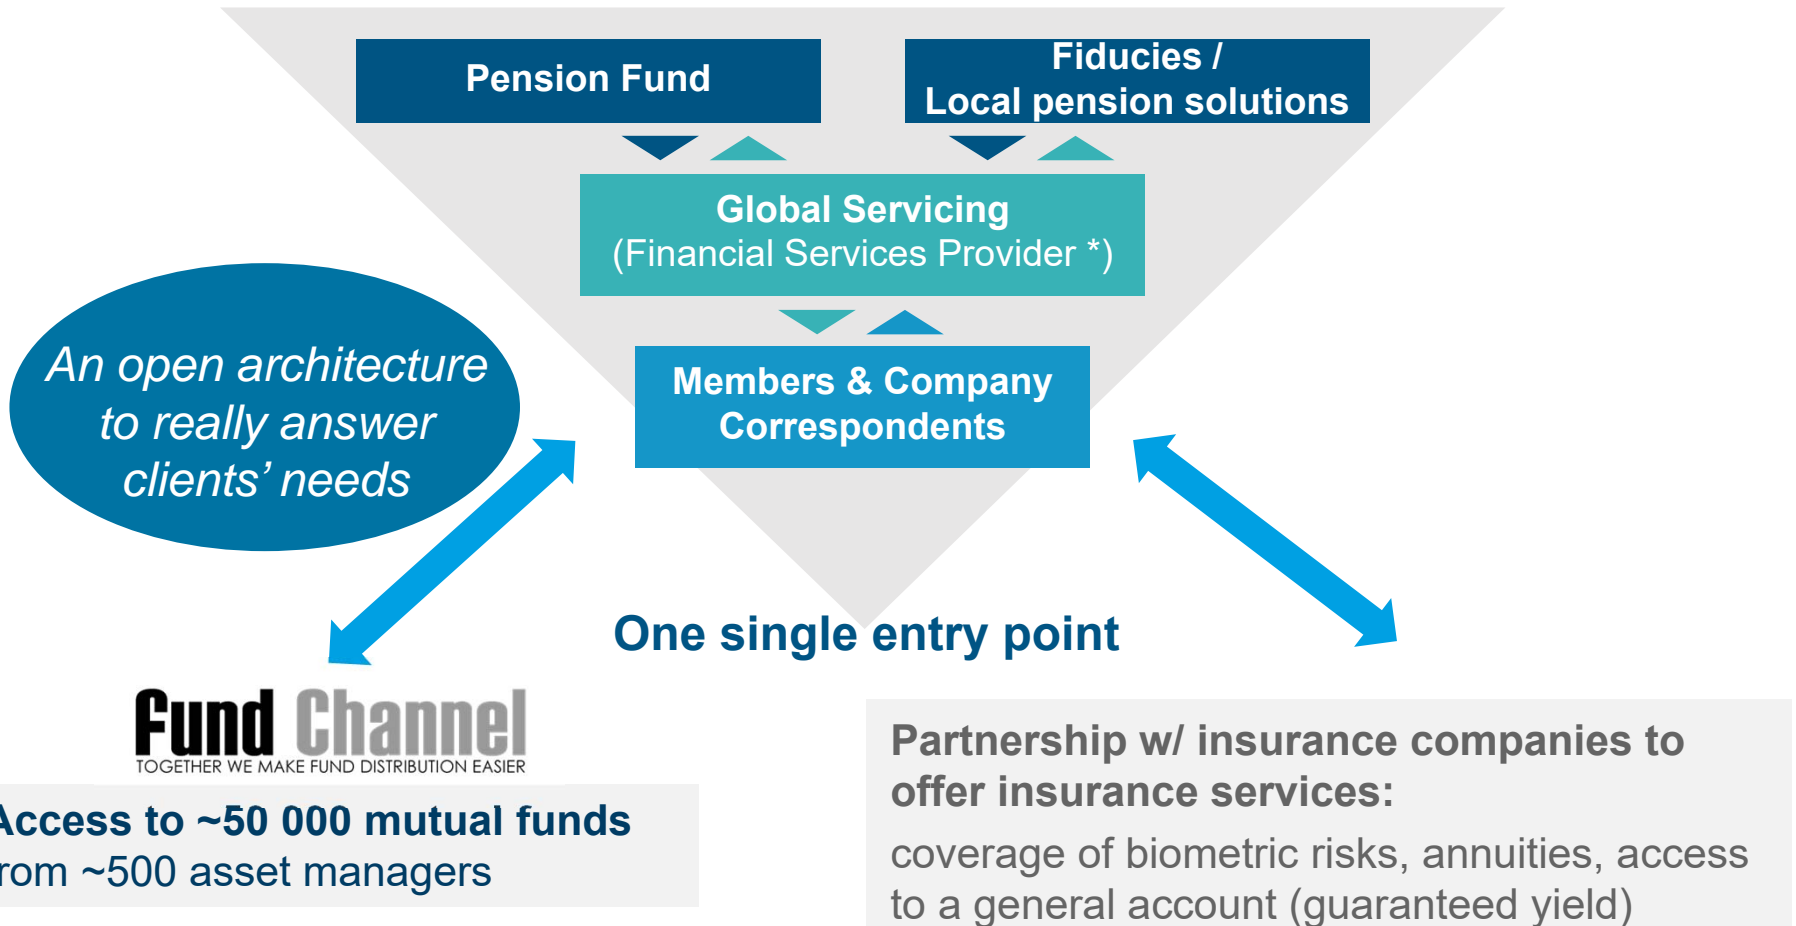 Pension Fund
Fiducies /
Local pension solutions
Global Servicing
(Financial Services Provider *)
Members & Company
Correspondents
An open architecture
to really answer
clients’ needs
One single entry point
Fund Channel
TOGETHER WE MAKE FUND DISTRIBUTION EASIER
Access to ~50 000 mutual funds
rom ~500 asset managers
Partnership w/ insurance companies to
offer insurance services:
coverage of biometric risks, annuities, access
to a general account (guaranteed yield)